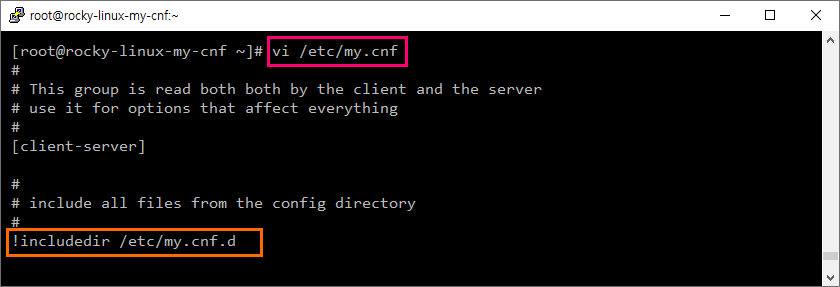 root@rocky-linux-my-cnf:~
[root@rocky-linux-my-cnf ~]# vi /etc/my.cnf
#
# This group is read both both by the client and the server
# use it for options that affect everything
#
[client-server]
#
# include all files from the config directory
#
!includedir /etc/my.cnf.d